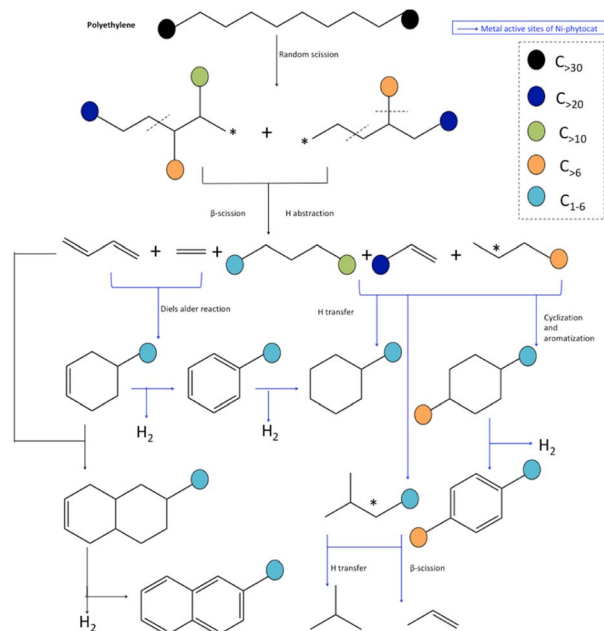 Polyethylene
Metal active sites of Ni-phytocat
Random scission
C>30
C>20
C>10
C>6
C1-6
*
+
*
β-scission
H abstraction
+
+
+
+
*
Diels alder reaction
H transfer
Cyclization
and
aromatization
H2
H2
H2
*
H transfer
β-scission
H2